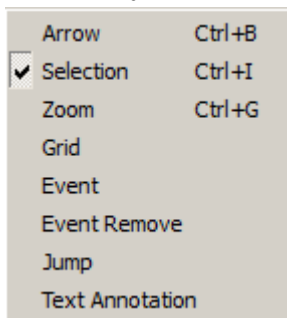 Arrow Ctrl+B
Selection Ctrl+I
Zoom Ctrl+G
Grid
Event
Event Remove
Jump
Text Annotation